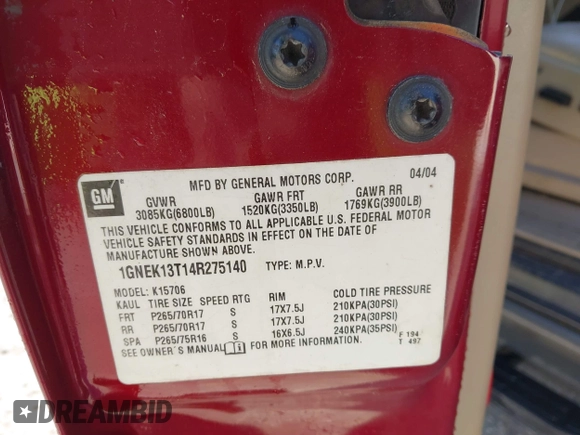 GM
MFD BY GENERAL MOTORS CORP. 04/04
GVWR GAWR FRT GAWR RR
3085KG(6800LB) 1520KG(3350LB) 1769KG(3900LB)
THIS VEHICLE CONFORMS TO ALL APPLICABLE U.S. FEDERAL MOTOR
VEHICLE SAFETY STANDARDS IN EFFECT ON THE DATE OF
MANUFACTURE SHOWN ABOVE.
1GNEK13T14R275140 TYPE: M.P.V.
MODEL: K15706
KAUL TIRE SIZE SPEED RTG RIM COLD TIRE PRESSURE
FRT P265/70R17 S 17X7.5J 210KPA(30PSI)
RR P265/70R17 S 17X7.5J 210KPA(30PSI)
SPA P265/75R16 S 16X6.5J 240KPA(35PSI)
SEE OWNER'S MANUAL FOR MORE INFORMATION.
F 194
T 497
DREAMBID